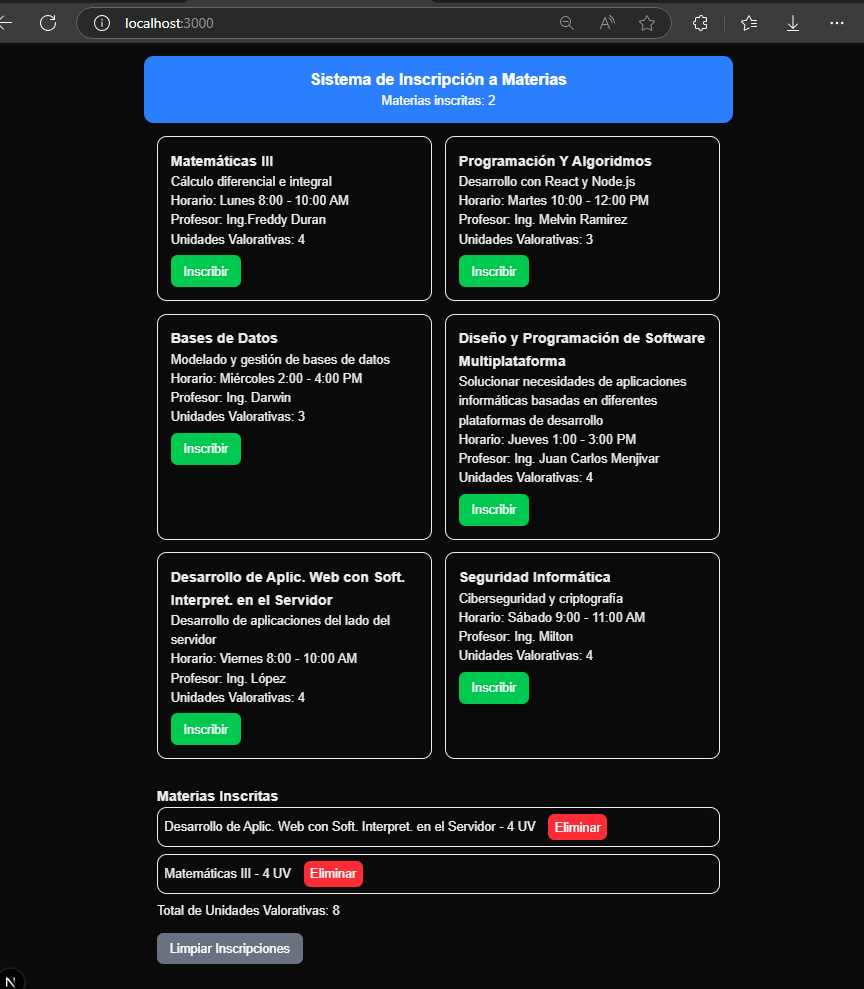 localhost:3000
Sistema de Inscripción a Materias
Materias inscritas: 2
Matemáticas III
Cálculo diferencial e integral
Horario: Lunes 8:00 - 10:00 AM
Profesor: Ing.Freddy Duran
Unidades Valorativas: 4
Inscribir
Programación Y Algoridmos
Desarrollo con React y Node.js
Horario: Martes 10:00 - 12:00 PM
Profesor: Ing. Melvin Ramirez
Unidades Valorativas: 3
Inscribir
Bases de Datos
Modelado y gestión de bases de datos
Horario: Miércoles 2:00 - 4:00 PM
Profesor: Ing. Darwin
Unidades Valorativas: 3
Inscribir
Diseño y Programación de Software
Multiplataforma
Solucionar necesidades de aplicaciones
informáticas basadas en diferentes
plataformas de desarrollo
Horario: Jueves 1:00 - 3:00 PM
Profesor: Ing. Juan Carlos Menjivar
Unidades Valorativas: 4
Inscribir
Desarrollo de Aplic. Web con Soft.
Interpret. en el Servidor
Desarrollo de aplicaciones del lado del
servidor
Horario: Viernes 8:00 - 10:00 AM
Profesor: Ing. López
Unidades Valorativas: 4
Inscribir
Seguridad Informática
Ciberseguridad y criptografía
Horario: Sábado 9:00 - 11:00 AM
Profesor: Ing. Milton
Unidades Valorativas: 4
Inscribir
Materias Inscritas
Desarrollo de Aplic. Web con Soft. Interpret. en el Servidor - 4 UV Eliminar
Matemáticas III - 4 UV Eliminar
Total de Unidades Valorativas: 8
Limpiar Inscripciones
N